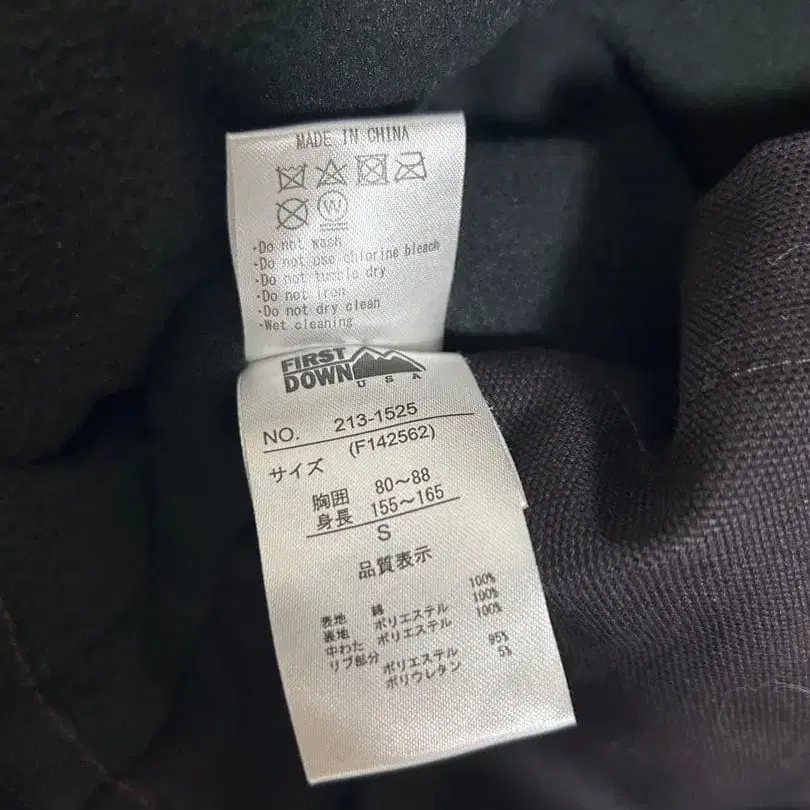 MADE IN CHINA
W
·Do not wash
·Do not use chlorine bleach
·Do not tumble dry
·Do not iron
·Do not dry clean
·Wet cleaning
FIRST
DOWN
USA
NO. 213-1525
(F142562)
サイズ
胸囲 80～88
身長 155～165
S
品質表示
表地 綿 100%
裏地 ポリエステル 100%
中わた ポリエステル 100%
リブ部分
ポリエステル 95%
ポリウレタン 5%